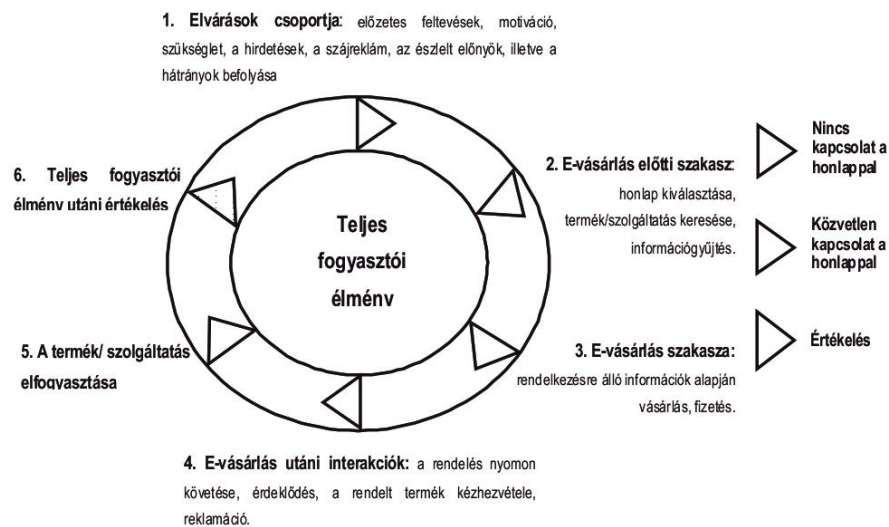 1. Elvárások csoportja: előzetes feltevések, motiváció,
szükséglet, a hirdetések, a szájreklám, az észlelt előnyök, illetve a
hátrányok befolyása
2. E-vásárlás előtti szakasz:
honlap kiválasztása,
termék/szolgáltatás keresése,
információgyűjtés.
3. E-vásárlás szakasza:
rendelkezésre álló információk alapján
vásárlás, fizetés.
4. E-vásárlás utáni interakciók: a rendelés nyomon
követése, érdeklődés, a rendelt termék kézhezvétele,
reklamáció.
5. A termék/ szolgáltatás
elfogyasztása
6. Teljes fogyasztói
élmény utáni értékelés
Teljes
fogyasztói
élmény
Nincs
kapcsolat a
honlappal
Közvetlen
kapcsolat a
honlappal
Értékelés